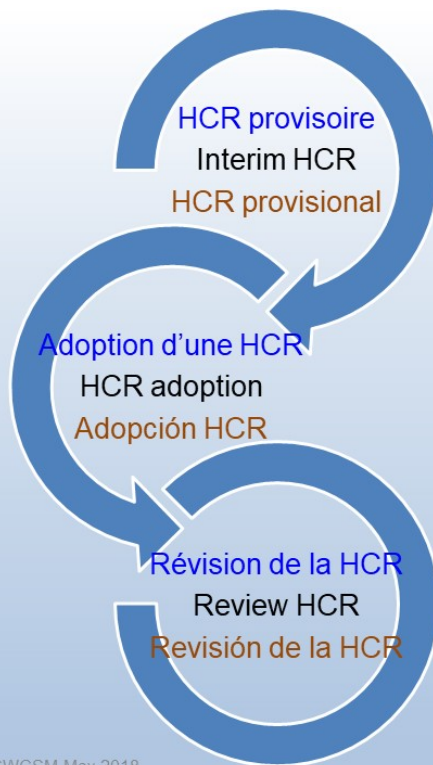 HCR provisoire
Interim HCR
HCR provisional
Adoption d'une HCR
HCR adoption
Adopción HCR
Révision de la HCR
Review HCR
Revisión de la HCR